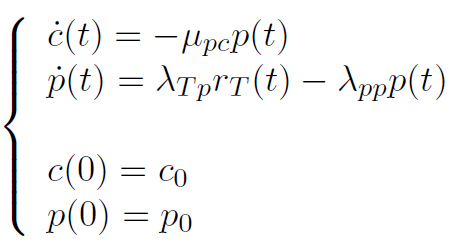 ċ(t) = −μ_{pc}p(t)
ṗ(t) = λ_{Tp}r_T(t) − λ_{pp}p(t)
c(0) = c_0
p(0) = p_0